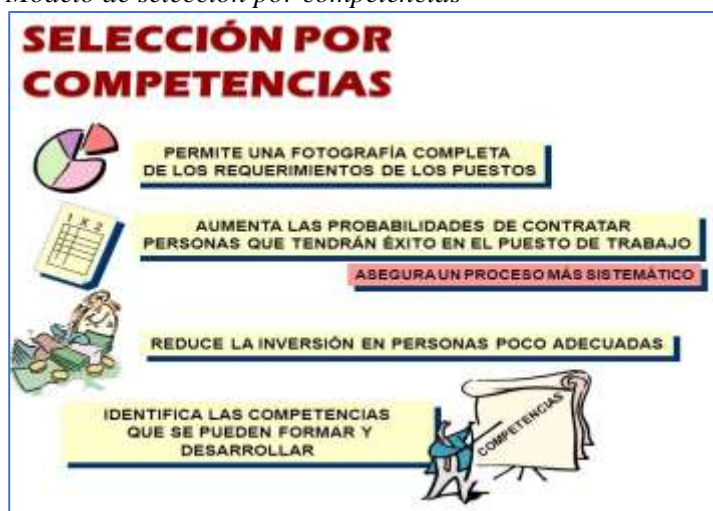 Modelo de selección por competencias
SELECCIÓN POR
COMPETENCIAS
PERMITE UNA FOTOGRAFÍA COMPLETA
DE LOS REQUERIMIENTOS DE LOS PUESTOS
1 X 2
AUMENTA LAS PROBABILIDADES DE CONTRATAR
PERSONAS QUE TENDRÁN ÉXITO EN EL PUESTO DE TRABAJO
ASEGURA UN PROCESO MÁS SISTEMÁTICO
REDUCE LA INVERSIÓN EN PERSONAS POCO ADECUADAS
IDENTIFICA LAS COMPETENCIAS
QUE SE PUEDEN FORMAR Y
DESARROLLAR
COMPETENCIAS